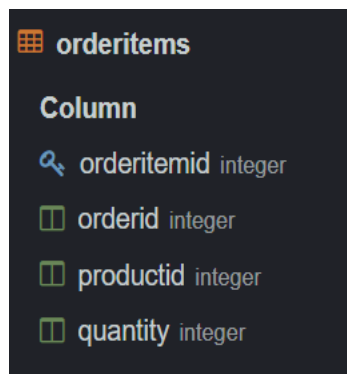 orderitems
Column
orderitemid integer
orderid integer
productid integer
quantity integer